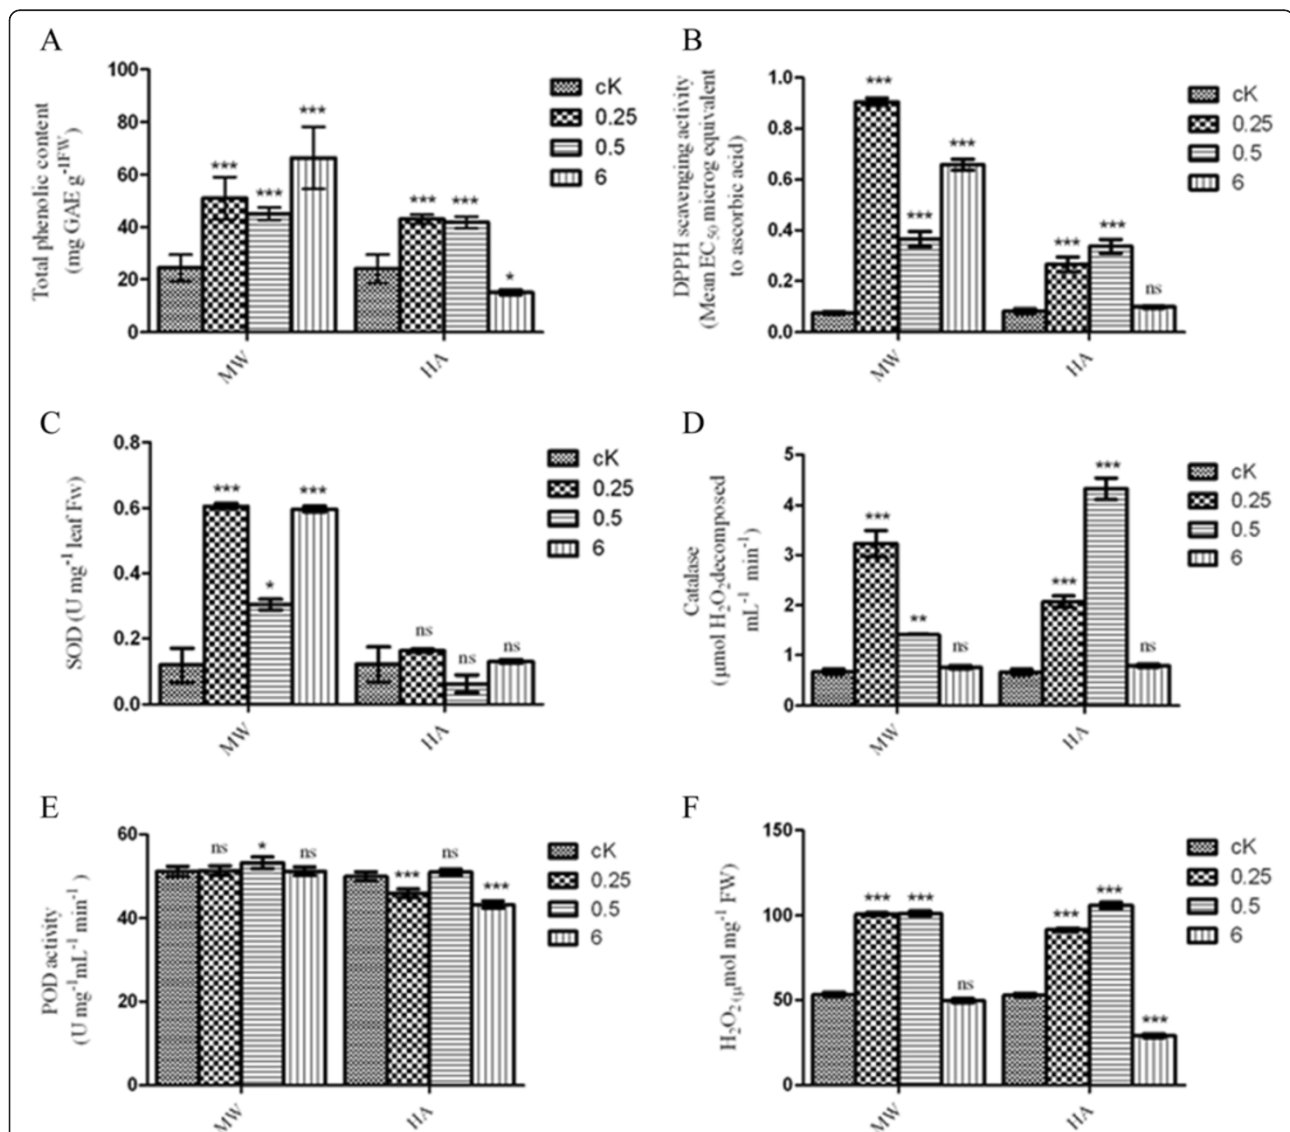 A
Total phenolic content
(mg GAE g-1FW)
100
80
60
40
20
0
***
***
***
***
***
*
MW
HA
cK
0.25
0.5
6
B
DPPH scavenging activity
(Mean EC50 microg equivalent
to ascorbic acid)
1.0
0.8
0.6
0.4
0.2
0.0
***
***
***
***
***
ns
MW
HA
cK
0.25
0.5
6
C
SOD (U mg-1 leaf Fw)
0.8
0.6
0.4
0.2
0.0
***
*
***
ns
ns
ns
MW
HA
cK
0.25
0.5
6
D
Catalase
(μmol H2O2decomposed
mL-1 min-1)
5
4
3
2
1
0
***
**
ns
***
***
ns
MW
HA
cK
0.25
0.5
6
E
POD activity
(U mg-1mL-1 min-1)
60
40
20
0
ns
*
ns
***
ns
***
MW
HA
cK
0.25
0.5
6
F
H2O2 (μmol mg-1 FW)
150
100
50
0
***
***
ns
***
***
***
MW
HA
cK
0.25
0.5
6